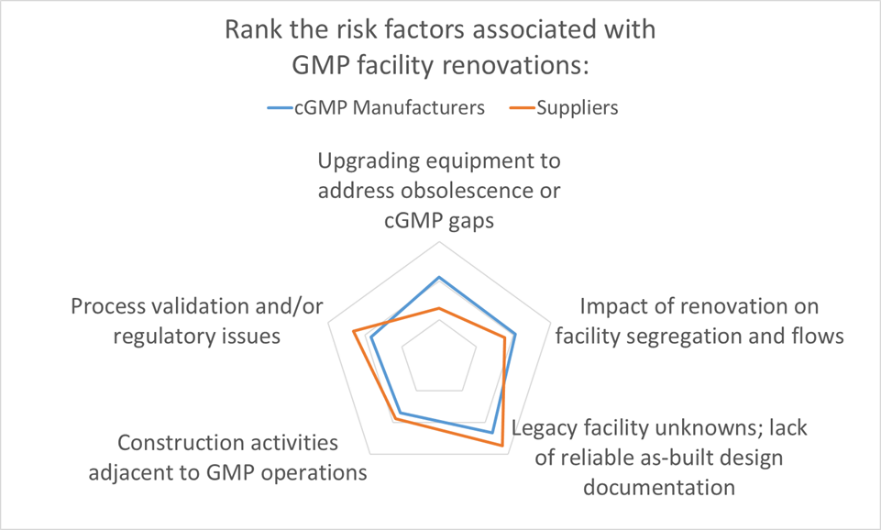 Rank the risk factors associated with
GMP facility renovations:
cGMP Manufacturers
Suppliers
Upgrading equipment to
address obsolescence or
cGMP gaps
Process validation and/or
regulatory issues
Impact of renovation on
facility segregation and flows
Construction activities
adjacent to GMP operations
Legacy facility unknowns; lack
of reliable as-built design
documentation